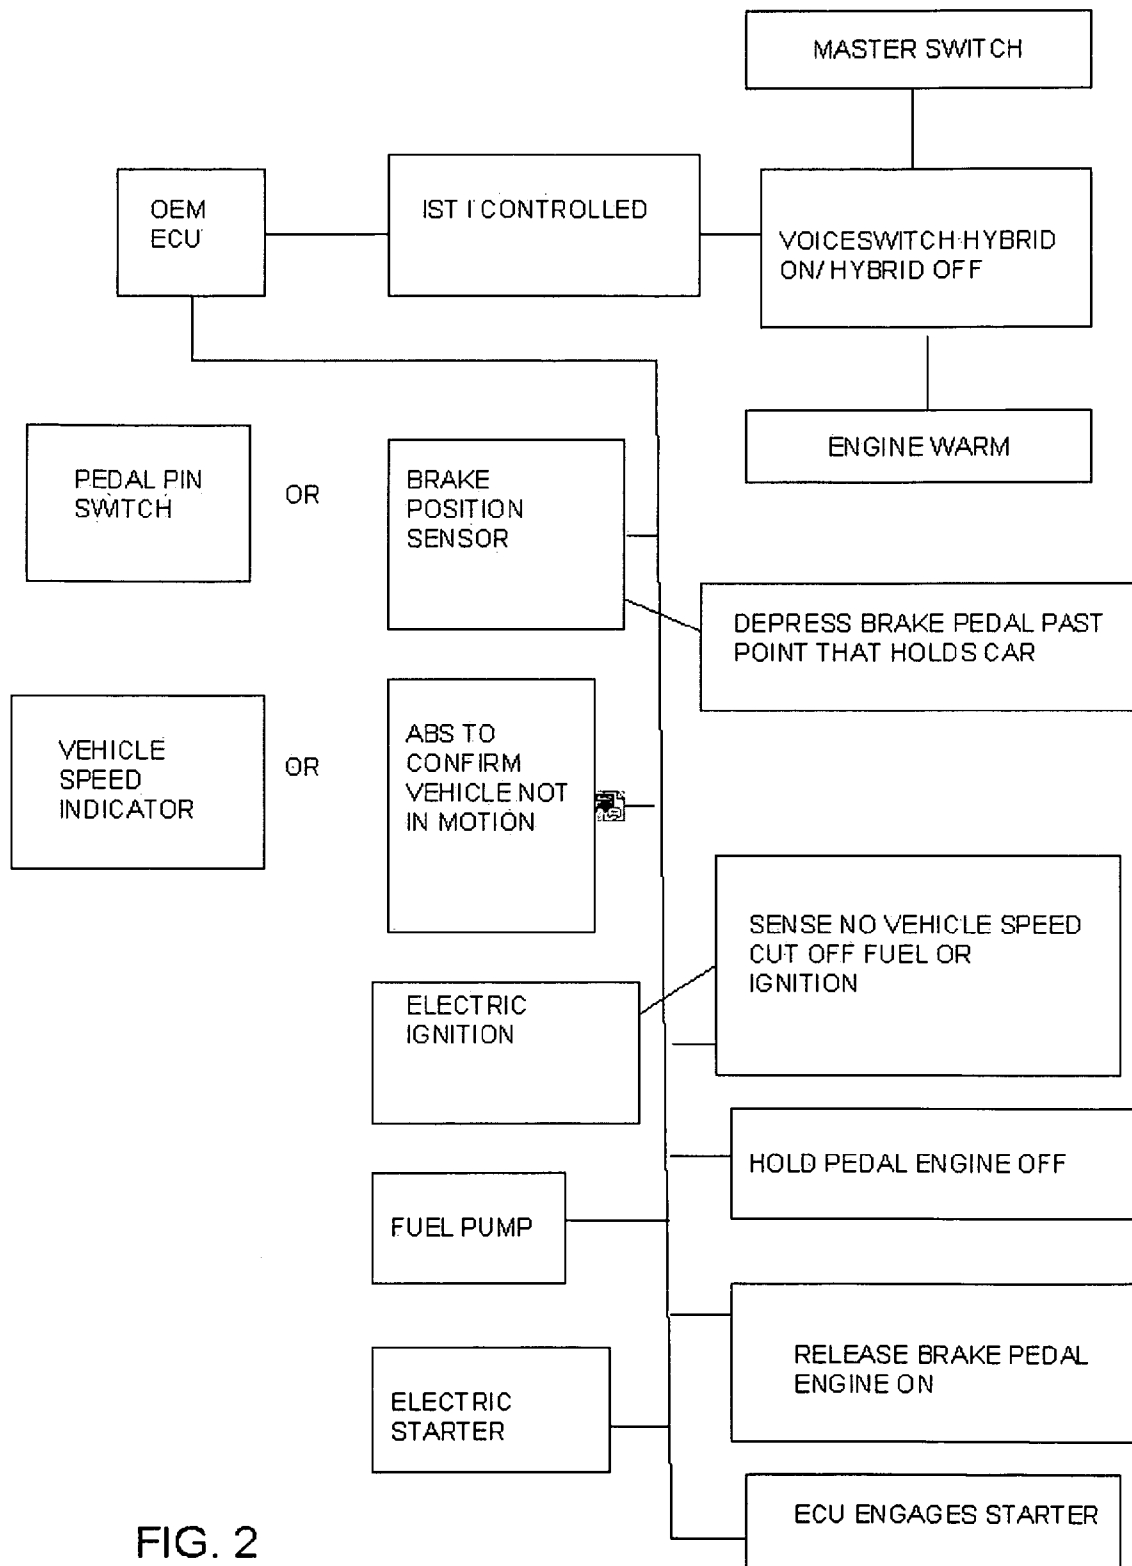 MASTER SWITCH
OEM
ECU
IST I CONTROLLED
VOICESWITCH-HYBRID
ON/HYBRID OFF
ENGINE WARM
PEDAL PIN
SWITCH
OR
BRAKE
POSITION
SENSOR
DEPRESS BRAKE PEDAL PAST
POINT THAT HOLDS CAR
VEHICLE
SPEED
INDICATOR
OR
ABS TO
CONFIRM
VEHICLE NOT
IN MOTION
SENSE NO VEHICLE SPEED
CUT OFF FUEL OR
IGNITION
ELECTRIC
IGNITION
HOLD PEDAL ENGINE OFF
FUEL PUMP
RELEASE BRAKE PEDAL
ENGINE ON
ELECTRIC
STARTER
ECU ENGAGES STARTER
FIG. 2